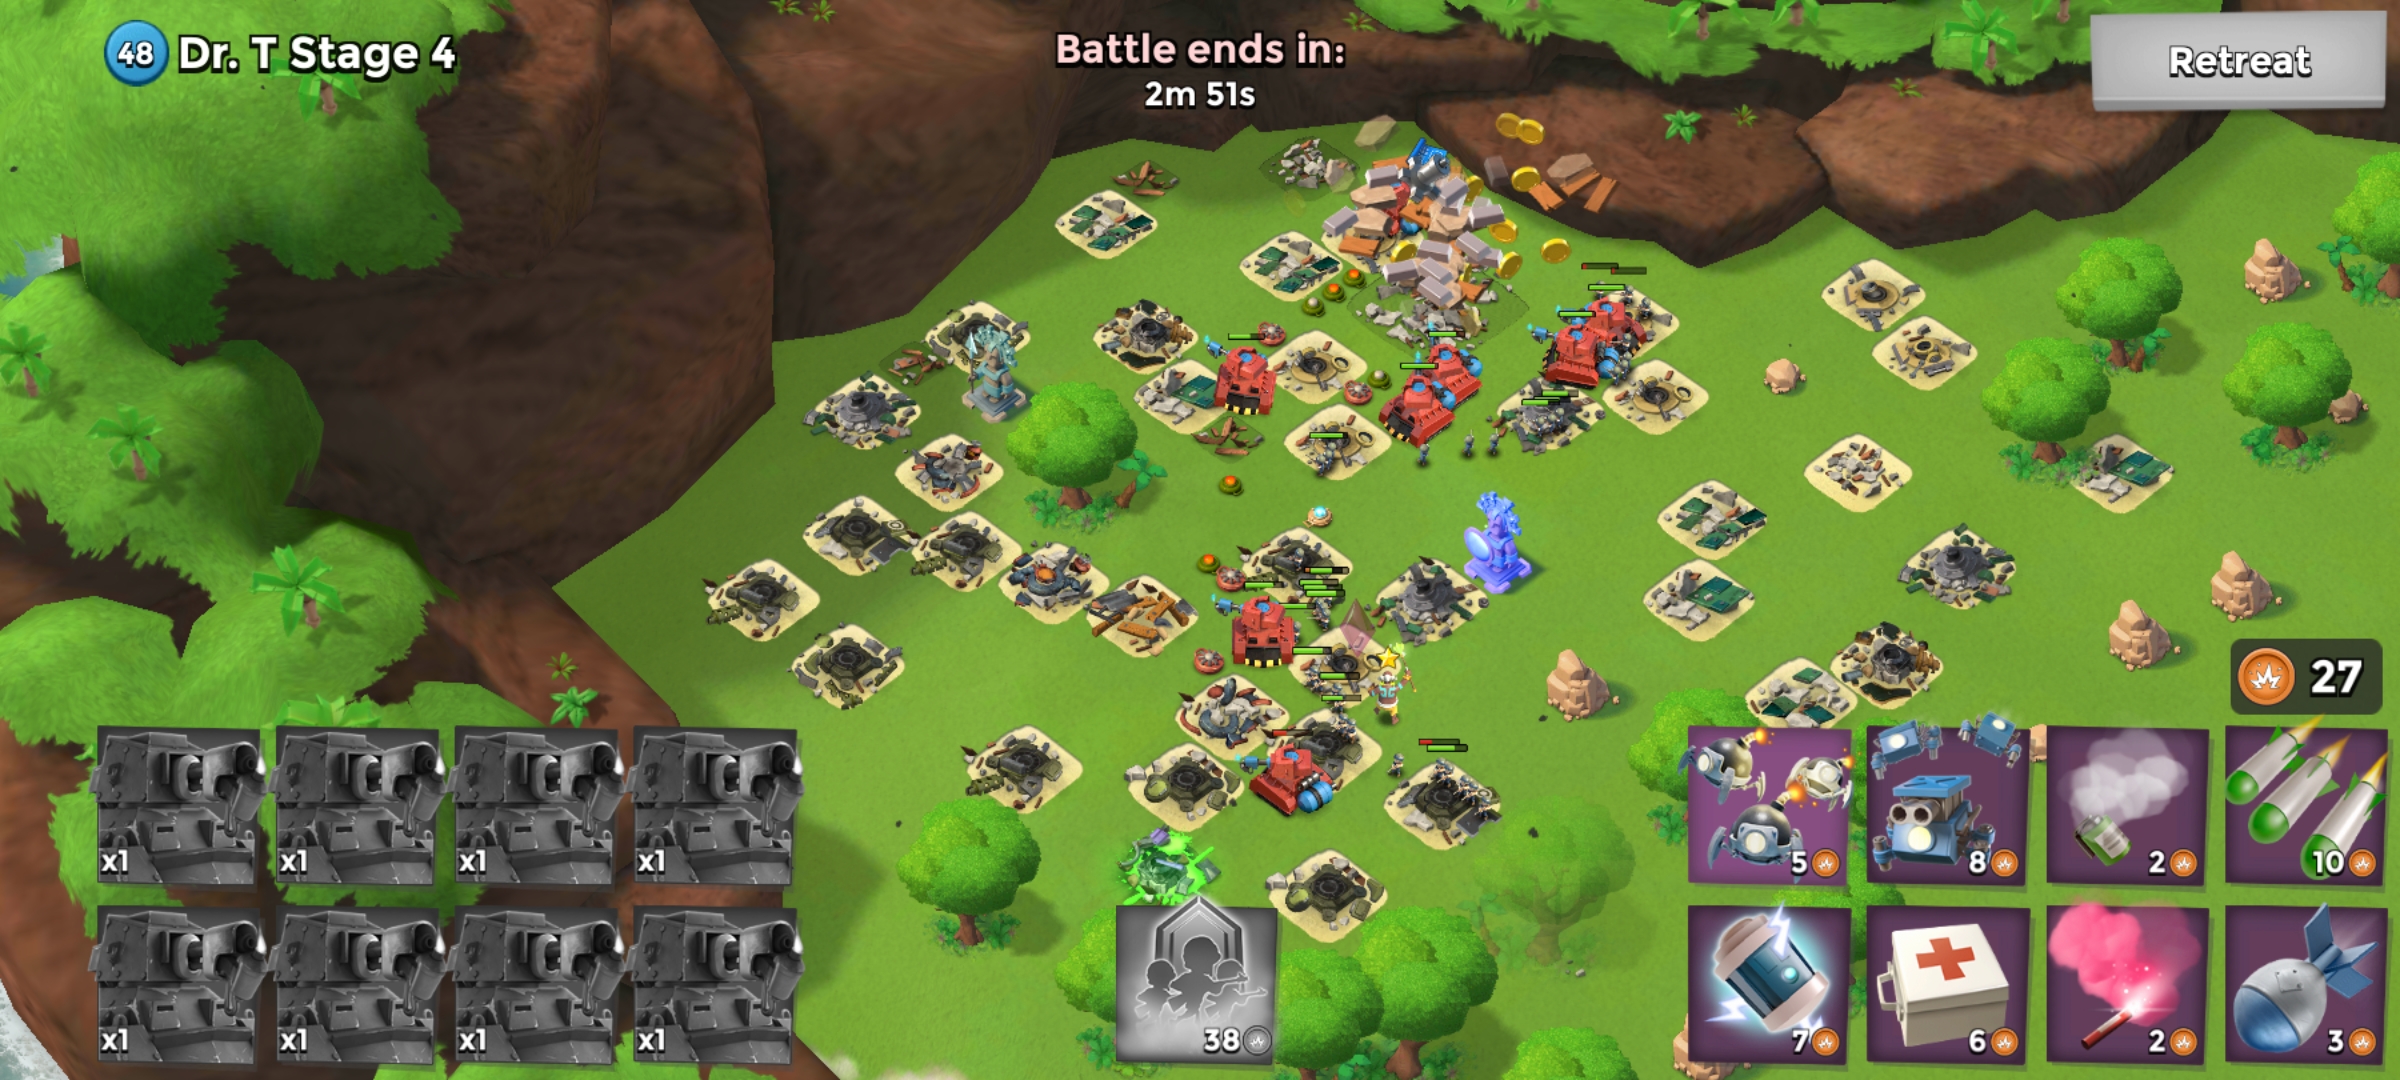 48 Dr. T Stage 4
Battle ends in:
2m 51s
Retreat
27
x1 x1 x1 x1
5 8 2 10
x1 x1 x1 x1
38
7 6 2 3